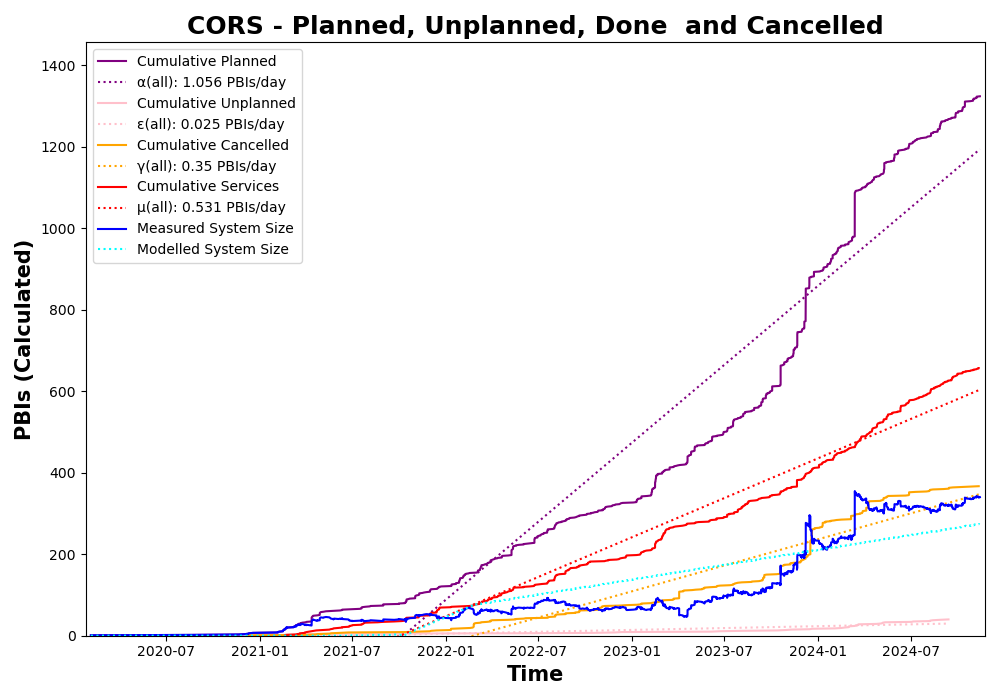 CORS - Planned, Unplanned, Done  and Cancelled
PBIs (Calculated)
1400
1200
1000
800
600
400
200
0
Cumulative Planned
α(all): 1.056 PBIs/day
Cumulative Unplanned
ε(all): 0.025 PBIs/day
Cumulative Cancelled
γ(all): 0.35 PBIs/day
Cumulative Services
μ(all): 0.531 PBIs/day
Measured System Size
Modelled System Size
2020-07 2021-01 2021-07 2022-01 2022-07 2023-01 2023-07 2024-01 2024-07
Time